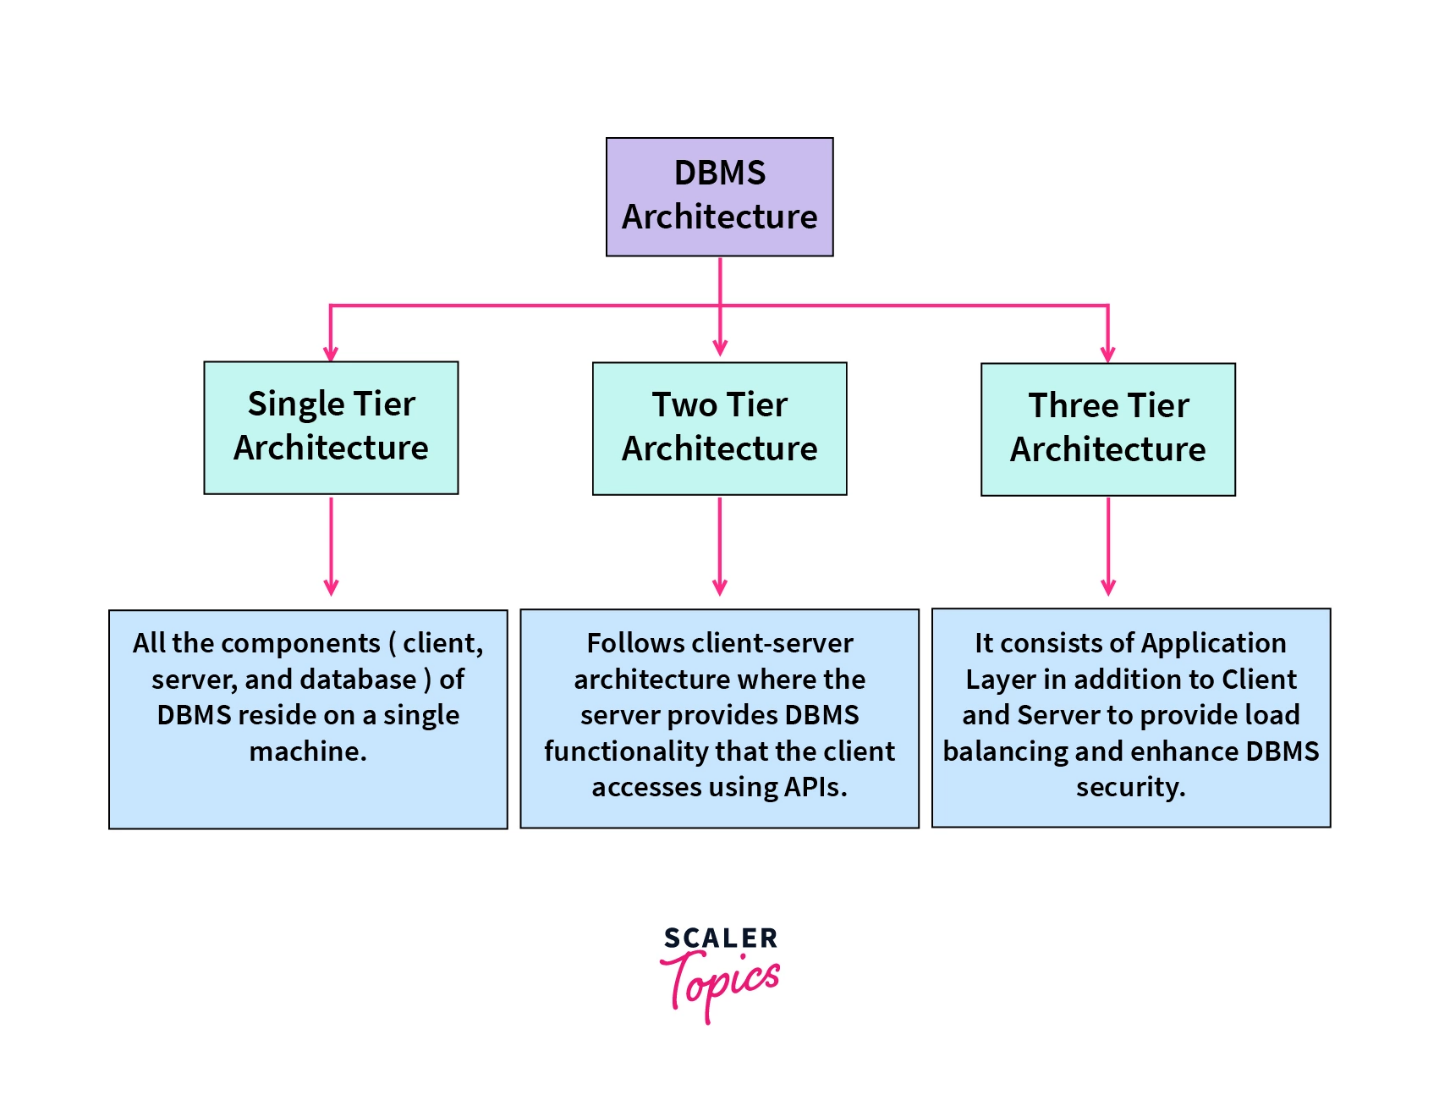 DBMS
Architecture
Single Tier
Architecture
Two Tier
Architecture
Three Tier
Architecture
All the components ( client,
server, and database ) of
DBMS reside on a single
machine.
Follows client-server
architecture where the
server provides DBMS
functionality that the client
accesses using APIs.
It consists of Application
Layer in addition to Client
and Server to provide load
balancing and enhance DBMS
security.
SCALER
Topics